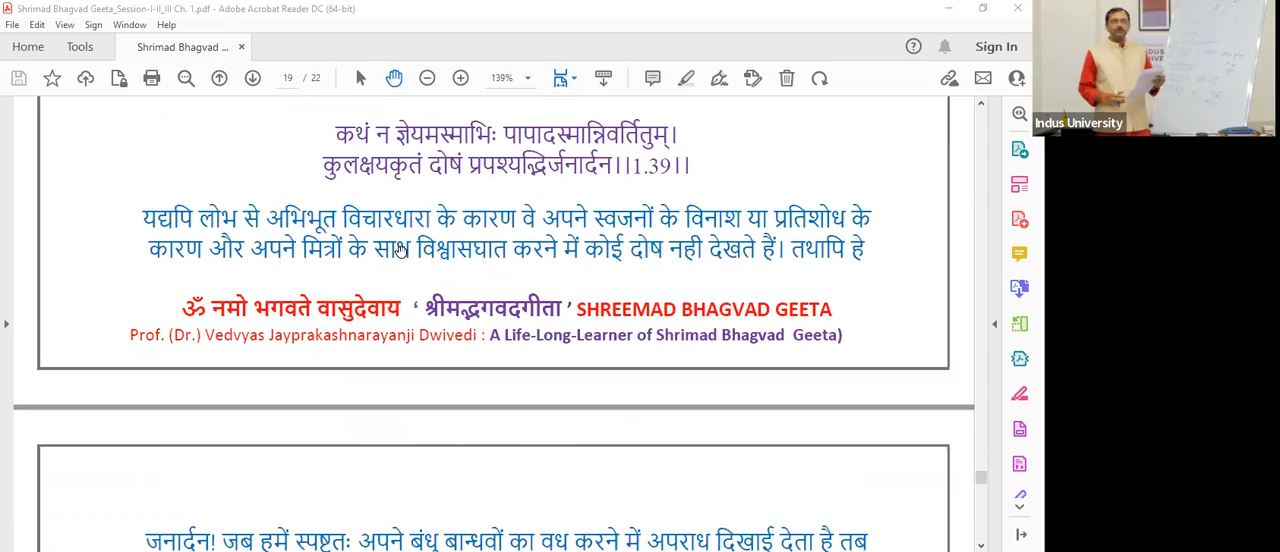 Shrimad Bhagvad Geeta_Session-I-II_III Ch. 1.pdf - Adobe Acrobat Reader DC (64-bit)
File Edit View Sign Window Help
Home Tools Shrimad Bhagvad ... × Sign In
19 / 22 139%
कथं न ज्ञेयमस्माभिः पापादस्मान्निवर्तितुम्।
कुलक्षयकृतं दोषं प्रपश्यद्भिर्जनार्दन।।1.39।।
यद्यपि लोभ से अभिभूत विचारधारा के कारण वे अपने स्वजनों के विनाश या प्रतिशोध के
कारण और अपने मित्रों के साथ विश्वासघात करने में कोई दोष नही देखते हैं। तथापि हे
ॐ नमो भगवते वासुदेवाय ‘ श्रीमद्भगवदगीता ’ SHREEMAD BHAGVAD GEETA
Prof. (Dr.) Vedvyas Jayprakashnarayanji Dwivedi : A Life-Long-Learner of Shrimad Bhagvad Geeta)
जनार्दन! जब हमें स्पष्टतः अपने बंधु बान्धवों का वध करने में अपराध दिखाई देता है तब
Indus University